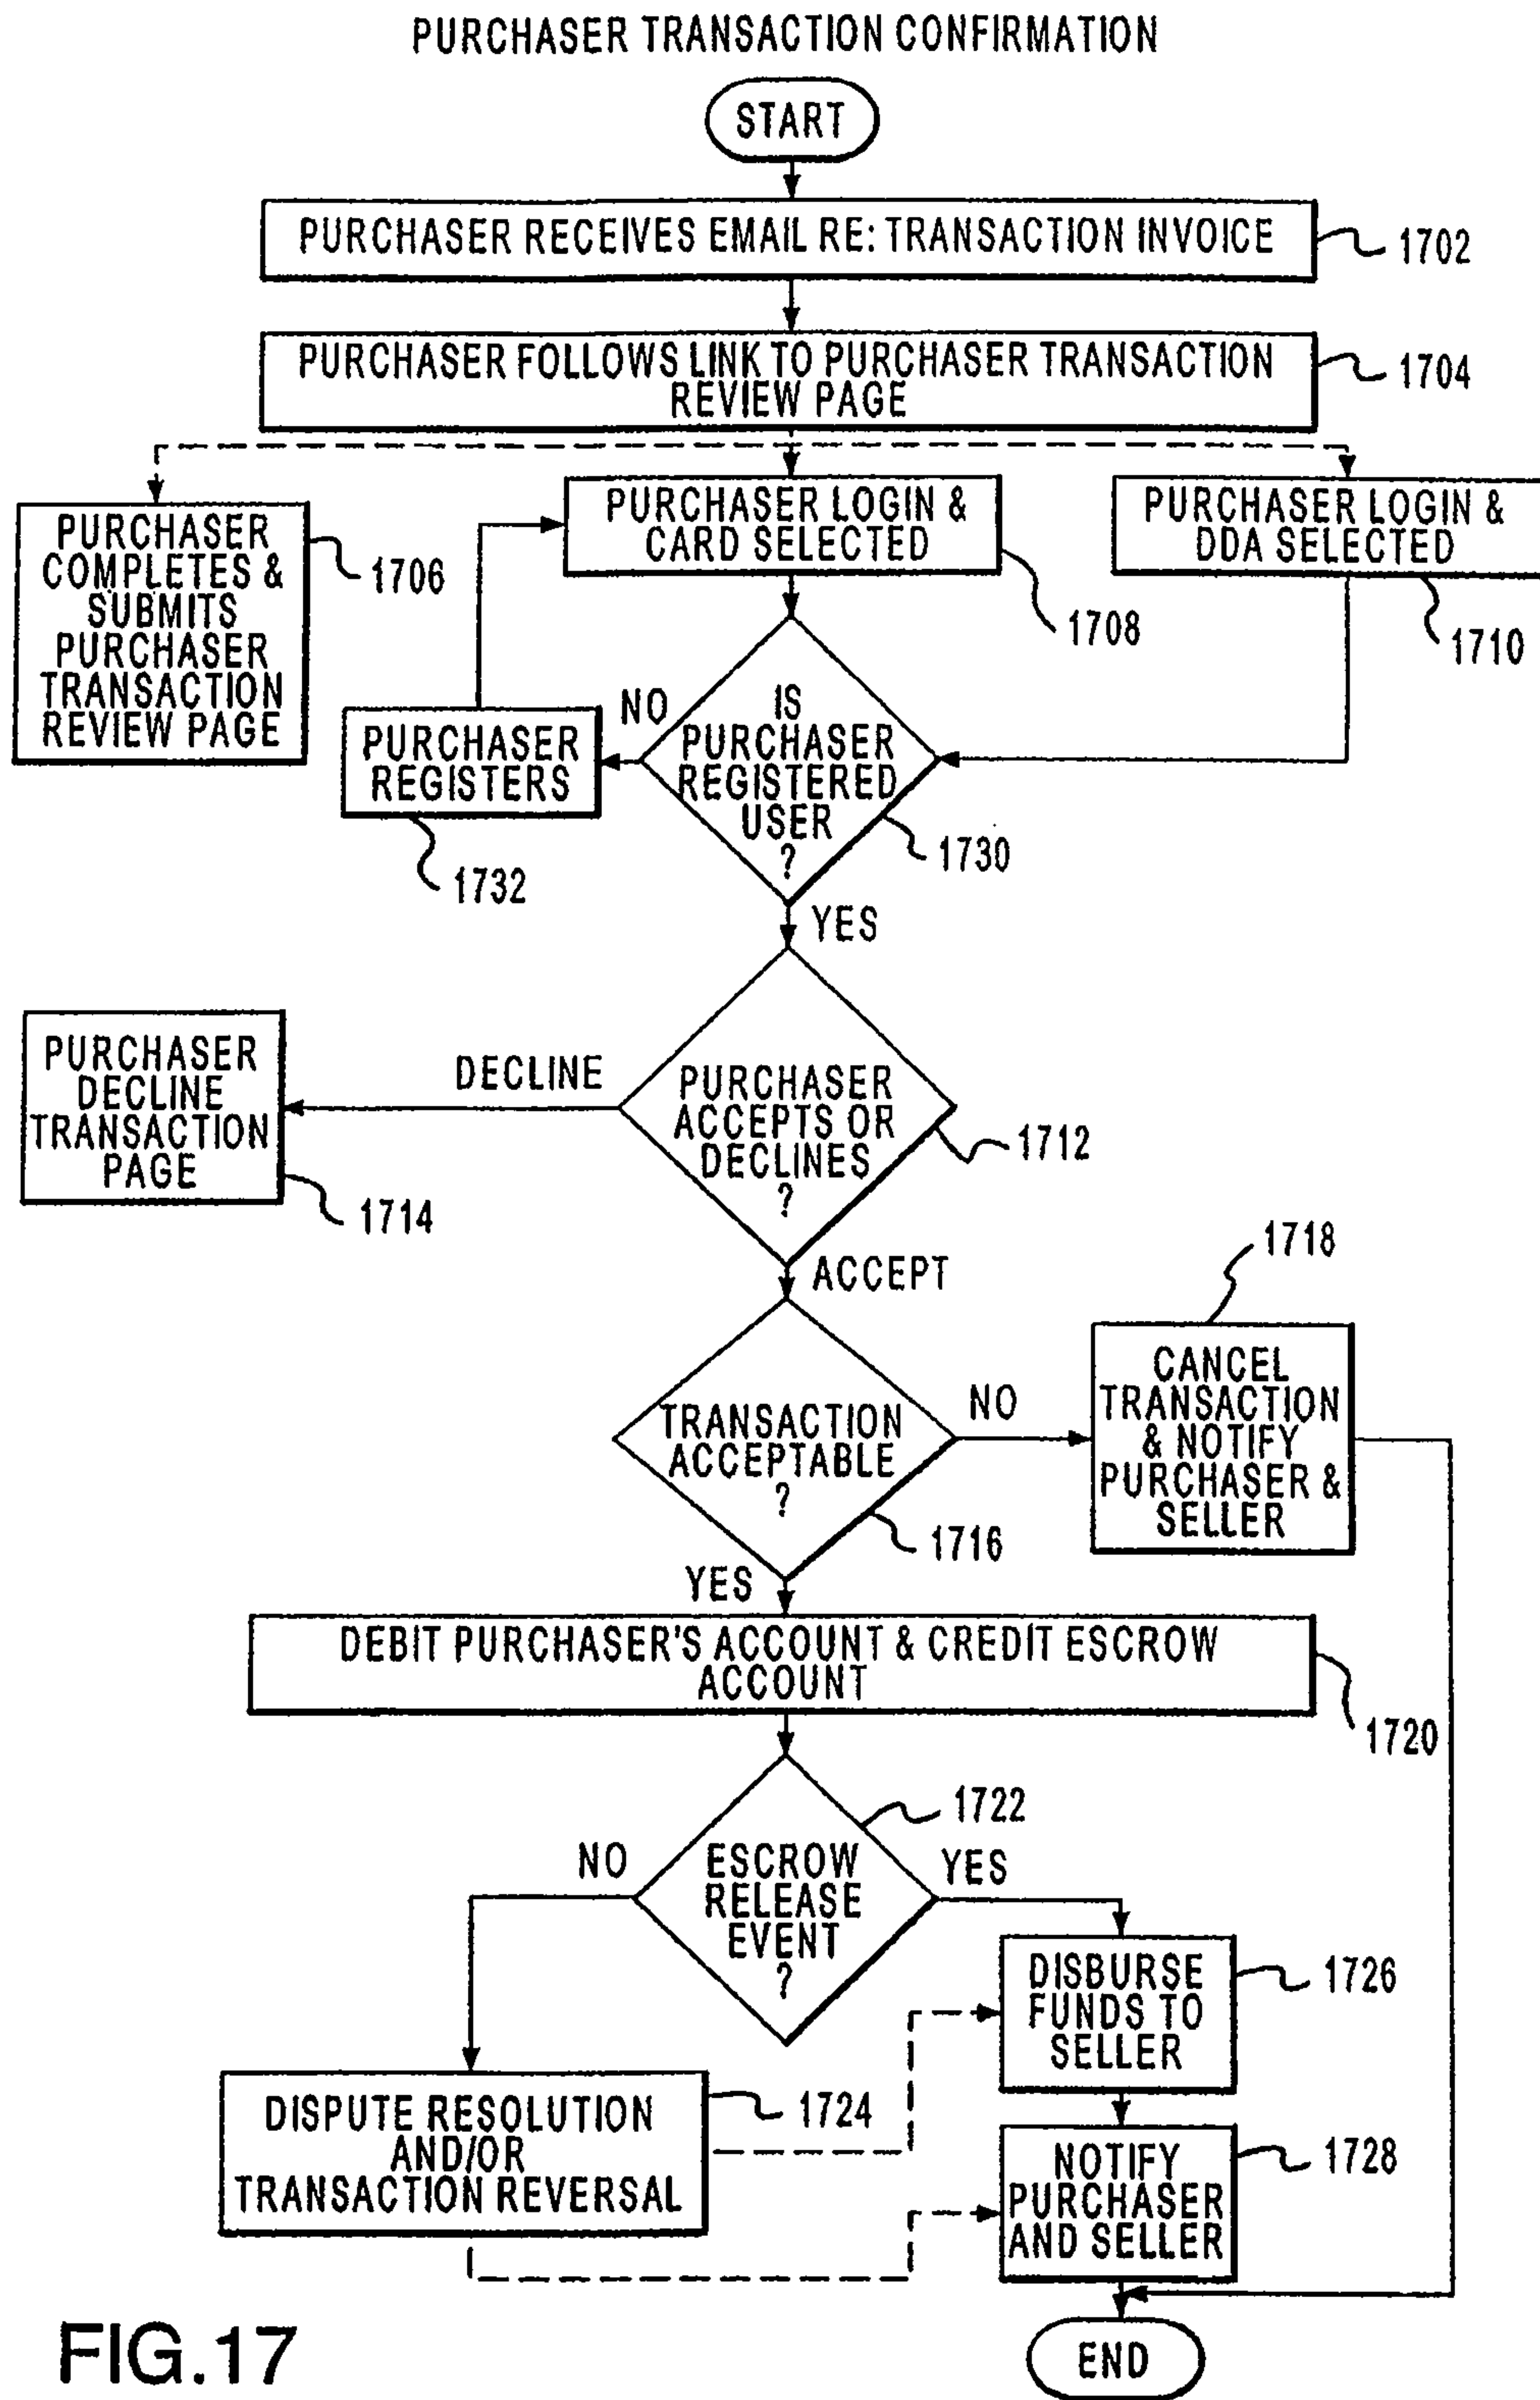 PURCHASER TRANSACTION CONFIRMATION
START
PURCHASER RECEIVES EMAIL RE: TRANSACTION INVOICE
1702
PURCHASER FOLLOWS LINK TO PURCHASER TRANSACTION
REVIEW PAGE
1704
PURCHASER
COMPLETES &
SUBMITS
PURCHASER
TRANSACTION
REVIEW PAGE
1706
PURCHASER LOGIN &
CARD SELECTED
1708
PURCHASER LOGIN &
DDA SELECTED
1710
NO
PURCHASER
REGISTERS
1732
IS
PURCHASER
REGISTERED
USER
?
1730
YES
PURCHASER
DECLINE
TRANSACTION
PAGE
1714
DECLINE
PURCHASER
ACCEPTS OR
DECLINES
?
1712
ACCEPT
TRANSACTION
ACCEPTABLE
?
1716
NO
1718
CANCEL
TRANSACTION
& NOTIFY
PURCHASER &
SELLER
YES
DEBIT PURCHASER'S ACCOUNT & CREDIT ESCROW
ACCOUNT
1720
1722
NO
ESCROW
RELEASE
EVENT
?
YES
DISBURSE
FUNDS TO
SELLER
1726
DISPUTE RESOLUTION
AND/OR
TRANSACTION REVERSAL
1724
NOTIFY
PURCHASER
AND SELLER
1728
END
FIG.17